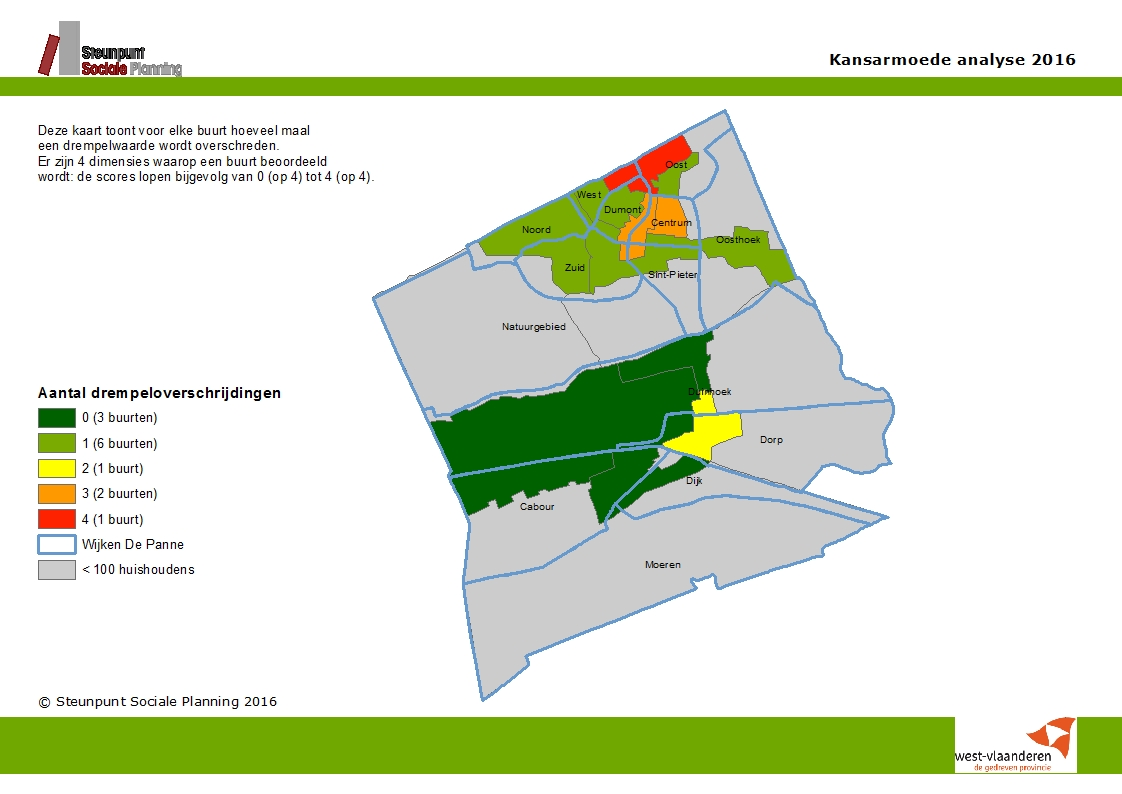 Steunpunt
Sociale Planning
Kansarmoede analyse 2016
Deze kaart toont voor elke buurt hoeveel maal
een drempelwaarde wordt overschreden.
Er zijn 4 dimensies waarop een buurt beoordeeld
wordt: de scores lopen bijgevolg van 0 (op 4) tot 4 (op 4).
Oost
West
Dumont
Centrum
Noord
Oosthoek
Zuid
Sint-Pieter
Natuurgebied
Duinhoek
Dorp
Dijk
Cabour
Moeren
Aantal drempeloverschrijdingen
0 (3 buurten)
1 (6 buurten)
2 (1 buurt)
3 (2 buurten)
4 (1 buurt)
Wijken De Panne
< 100 huishoudens
© Steunpunt Sociale Planning 2016
west-vlaanderen
de gedreven provincie